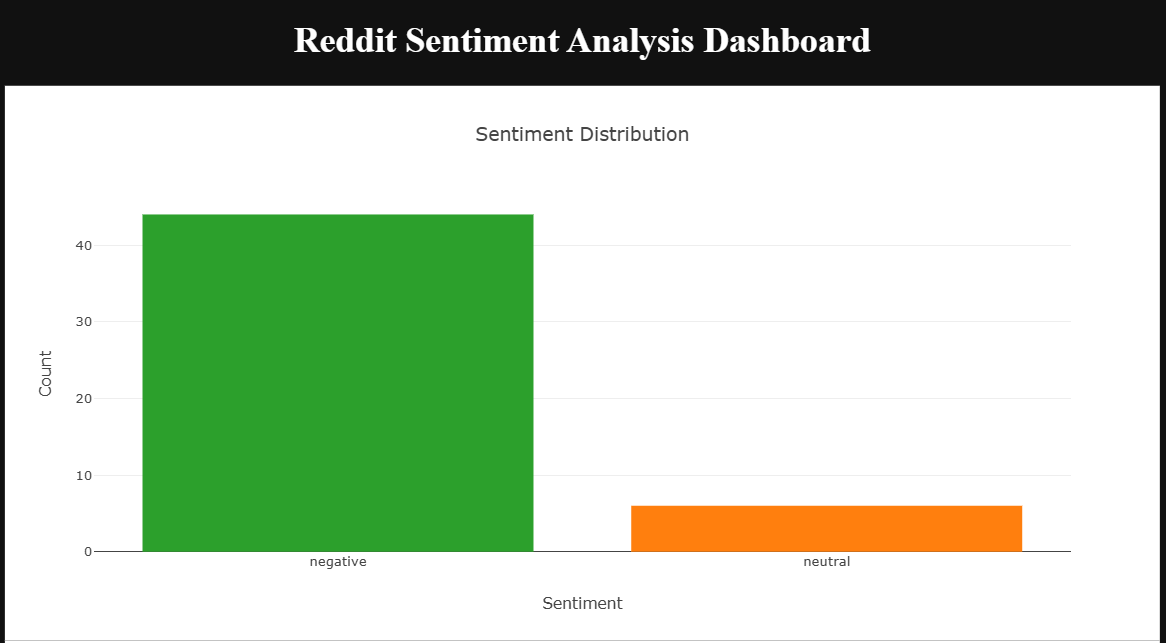 Reddit Sentiment Analysis Dashboard
Sentiment Distribution
40
30
20
10
0
Count
negative
neutral
Sentiment